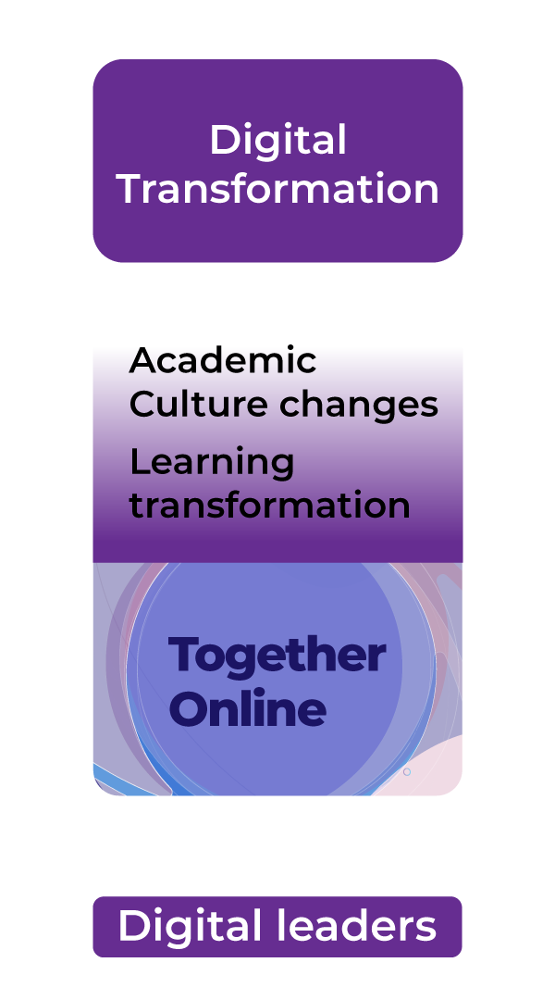 Digital
Transformation
Academic
Culture changes
Learning
transformation
Together
Online
Digital leaders